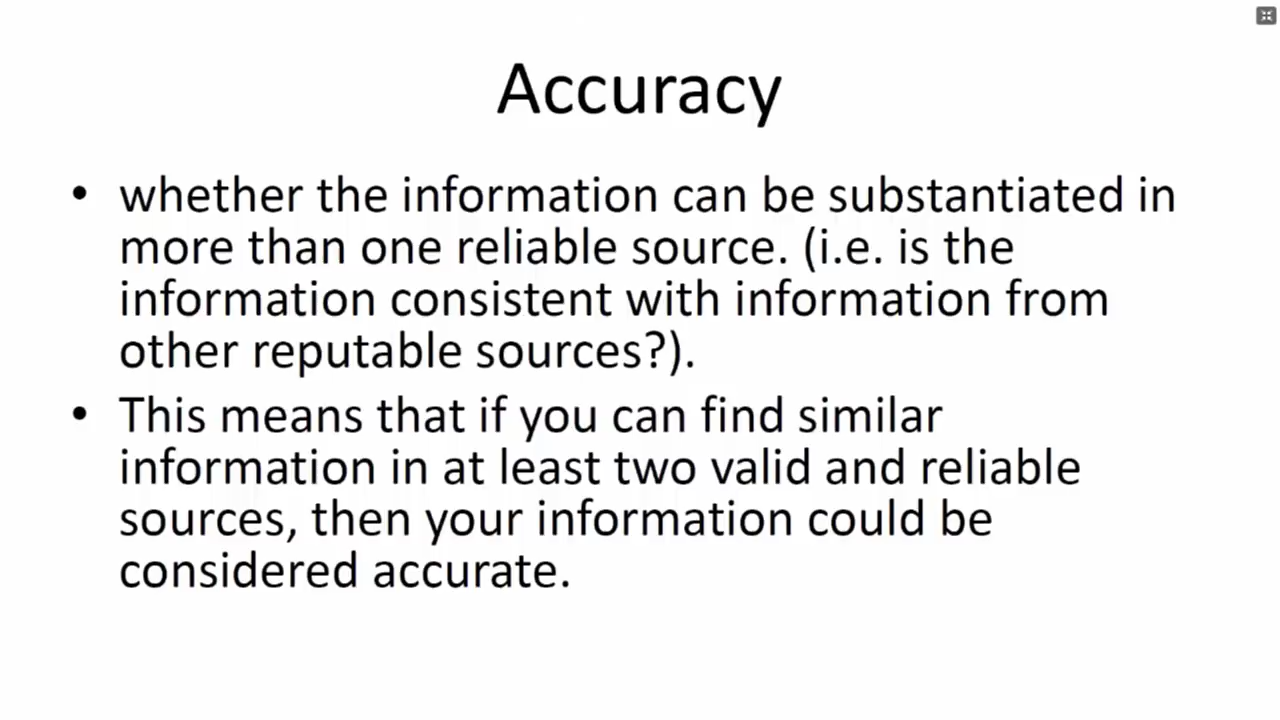 Accuracy
• whether the information can be substantiated in
more than one reliable source. (i.e. is the
information consistent with information from
other reputable sources?).
• This means that if you can find similar
information in at least two valid and reliable
sources, then your information could be
considered accurate.